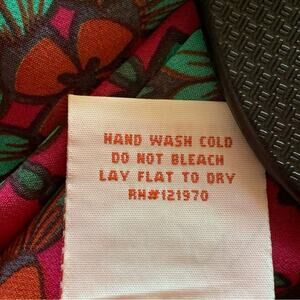 HAND WASH COLD
DO NOT BLEACH
LAY FLAT TO DRY
RN#121970